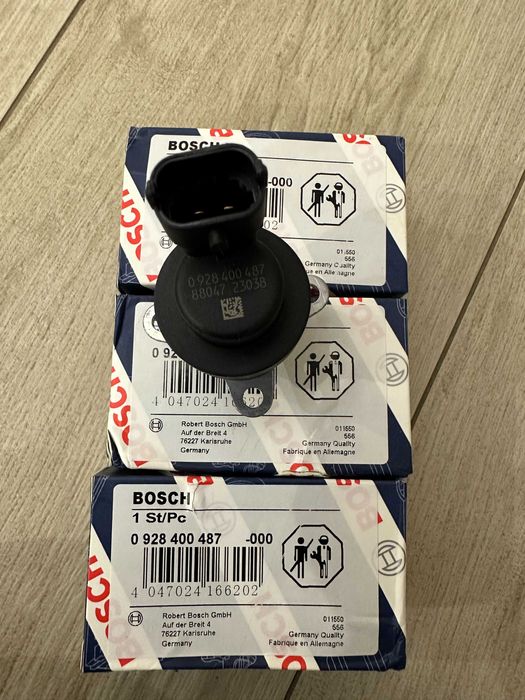 BOSCH
-000
011550
556
Germany Quality
Fabrique en Allemagne
0 928 400 487
88047 23038
BOSCH
0 92
-000
4 047024 166202
Robert Bosch GmbH
Auf der Breit 4
76227 Karlsruhe
Germany
011550
556
Germany Quality
Fabrique en Allemagne
BOSCH
BOSCH
1 St/Pc
0 928 400 487 -000
4 047024 166202
Robert Bosch GmbH
Auf der Breit 4
76227 Karlsruhe
Germany
011550
556
Germany Quality
Fabrique en Allemagne
BOSCH